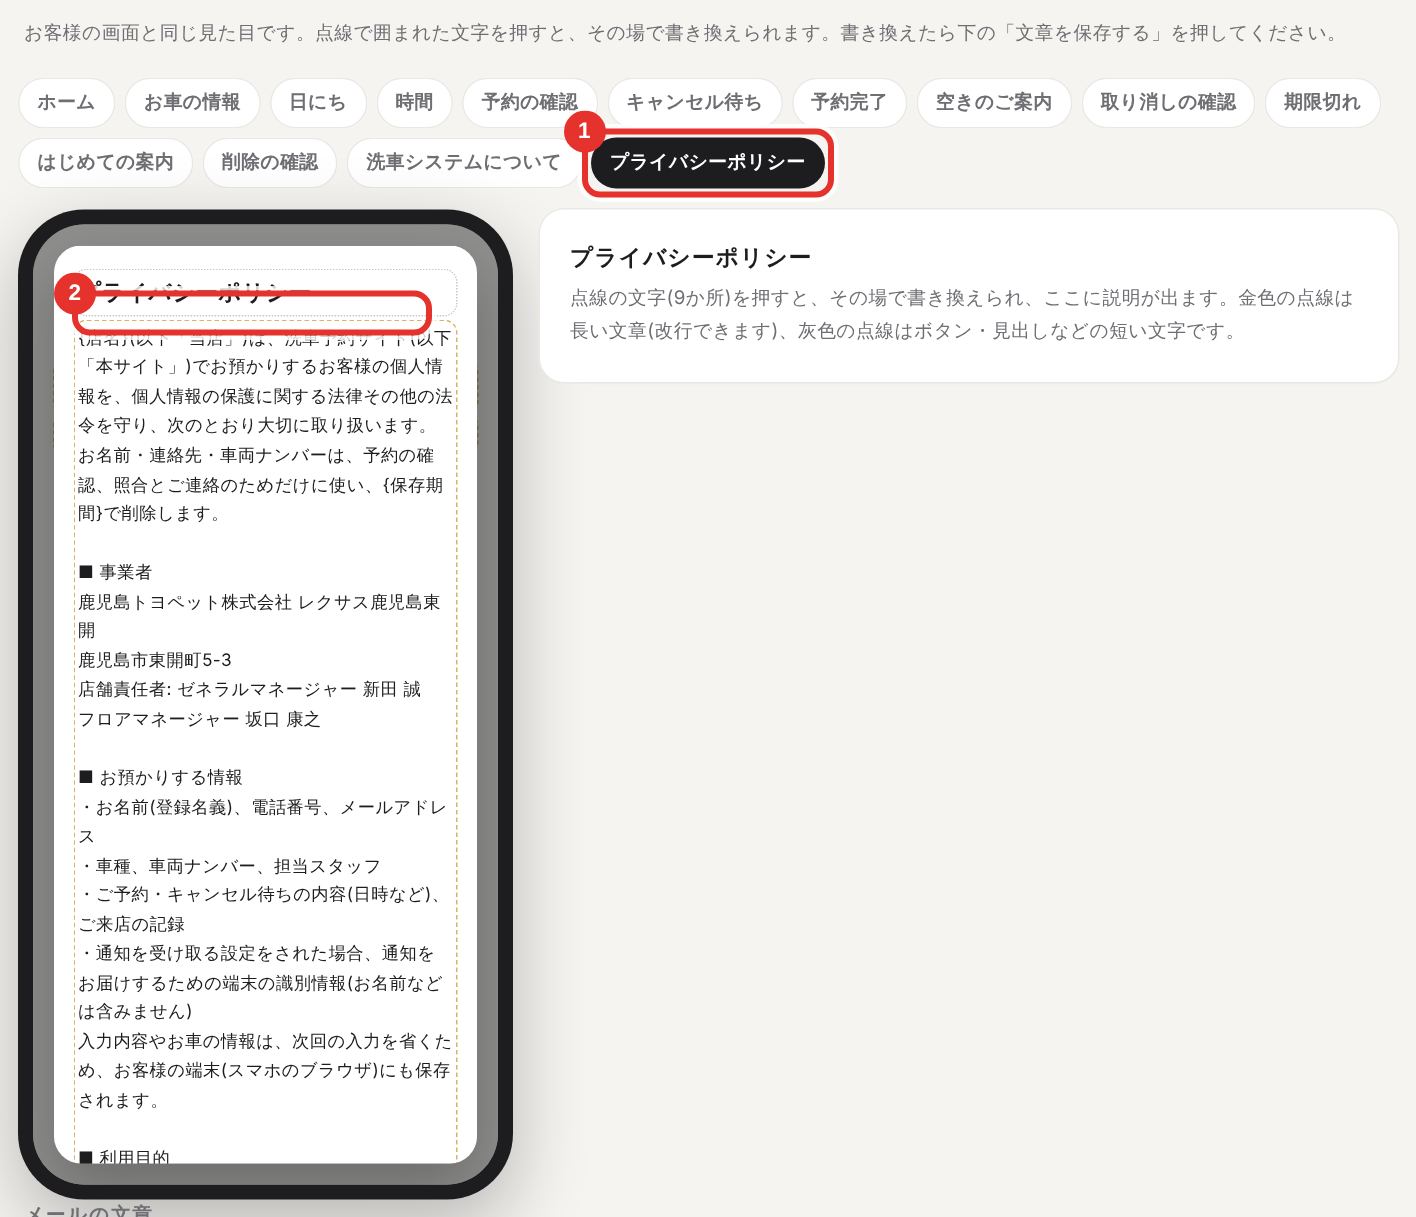 お客様の画面と同じ見た目です。点線で囲まれた文字を押すと、その場で書き換えられます。書き換えたら下の「文章を保存する」を押してください。
ホーム
お車の情報
日にち
時間
予約の確認
キャンセル待ち
予約完了
空きのご案内
取り消しの確認
期限切れ
はじめての案内
削除の確認
洗車システムについて
1
プライバシーポリシー
2
プライバシーポリシー
{店名}(以下「当店」)は、洗車予約サイト(以下
「本サイト」)でお預かりするお客様の個人情
報を、個人情報の保護に関する法律その他の法
令を守り、次のとおり大切に取り扱います。
お名前・連絡先・車両ナンバーは、予約の確
認、照合とご連絡のためだけに使い、{保存期
間}で削除します。
■ 事業者
鹿児島トヨペット株式会社 レクサス鹿児島東
開
鹿児島市東開町5-3
店舗責任者: ゼネラルマネージャー 新田 誠
フロアマネージャー 坂口 康之
■ お預かりする情報
・お名前(登録名義)、電話番号、メールアドレ
ス
・車種、車両ナンバー、担当スタッフ
・ご予約・キャンセル待ちの内容(日時など)、
ご来店の記録
・通知を受け取る設定をされた場合、通知を
お届けするための端末の識別情報(お名前など
は含みません)
入力内容やお車の情報は、次回の入力を省くた
め、お客様の端末(スマホのブラウザ)にも保存
されます。
■ 利用目的
プライバシーポリシー
点線の文字(9か所)を押すと、その場で書き換えられ、ここに説明が出ます。金色の点線は
長い文章(改行できます)、灰色の点線はボタン・見出しなどの短い文字です。
メールの文章